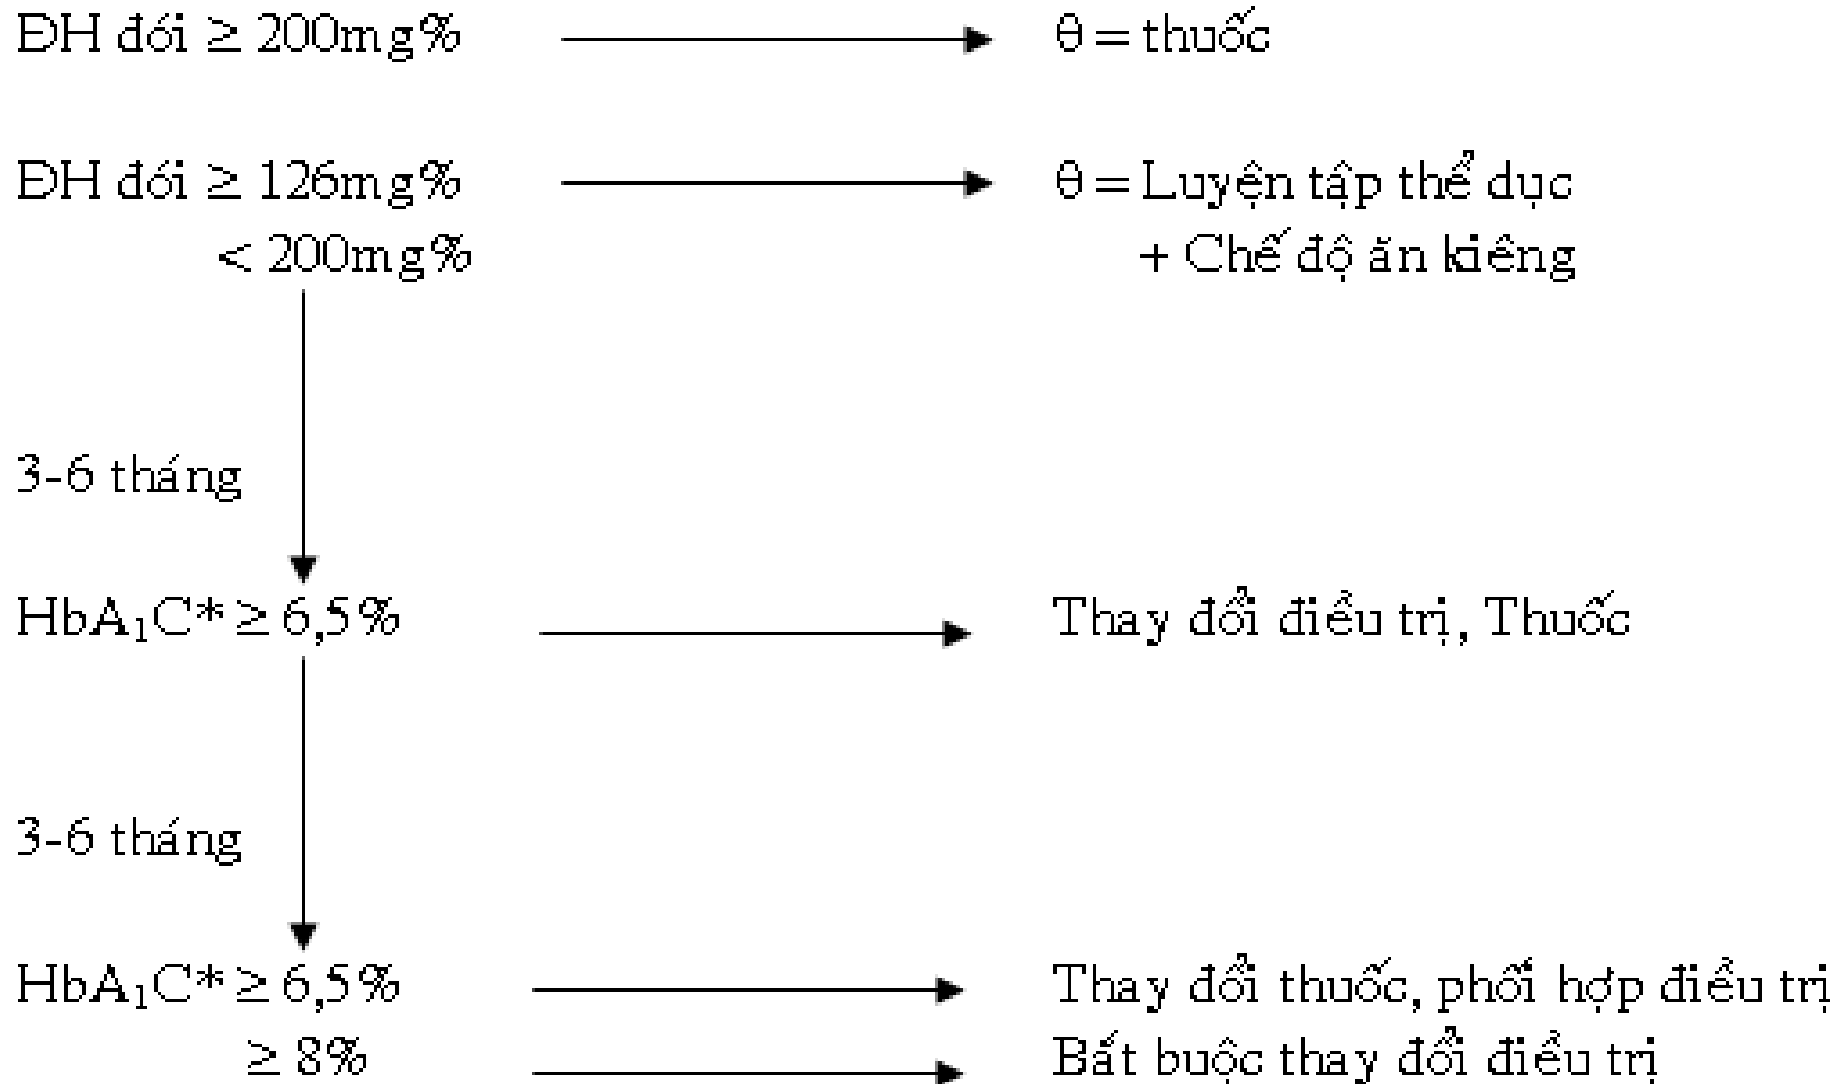 ĐH đói ≥ 200mg% θ = thuốc
ĐH đói ≥ 126mg% θ = Luyện tập thể dục
< 200mg% + Chế độ ăn kiêng
3-6 tháng
HbA₁C* ≥ 6,5% Thay đổi điều trị, Thuốc
3-6 tháng
HbA₁C* ≥ 6,5% Thay đổi thuốc, phối hợp điều trị
≥ 8% Bắt buộc thay đổi điều trị